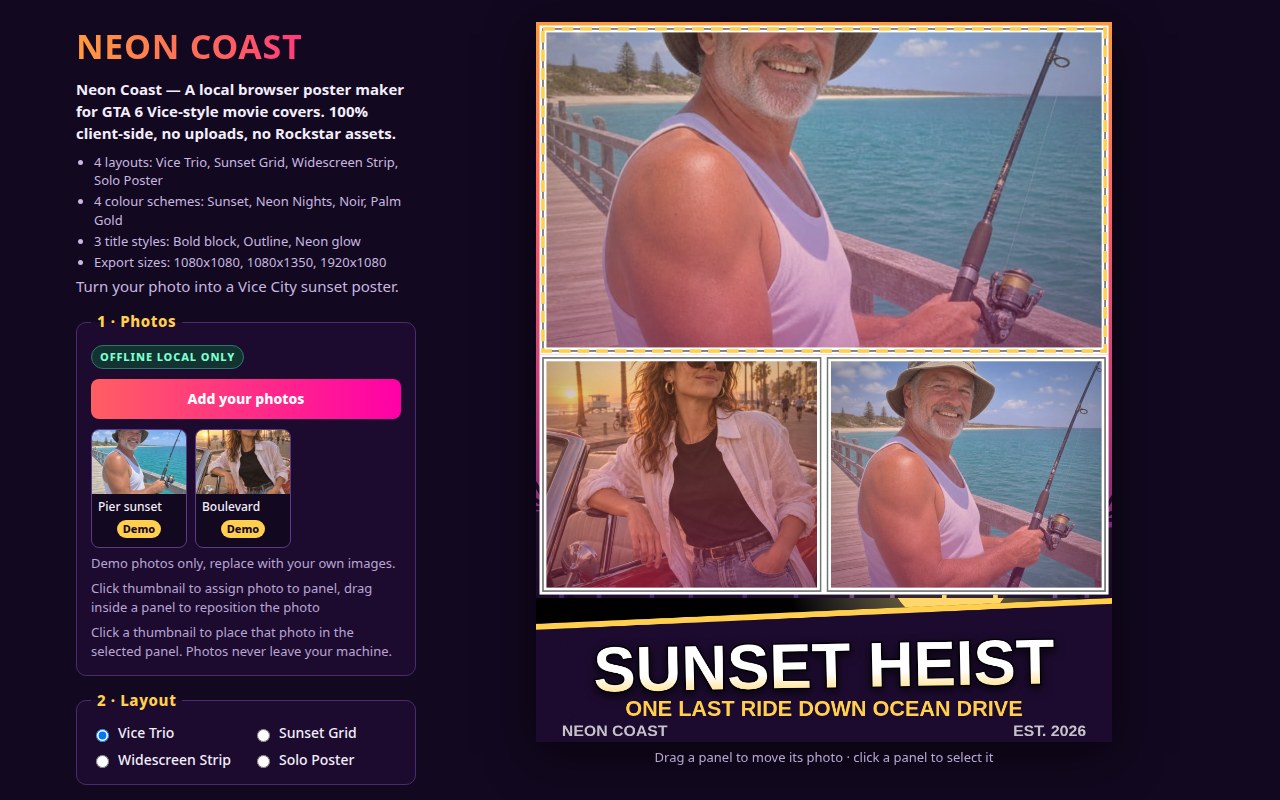 NEON COAST
Neon Coast — A local browser poster maker
for GTA 6 Vice-style movie covers. 100%
client-side, no uploads, no Rockstar assets.
4 layouts: Vice Trio, Sunset Grid, Widescreen Strip,
Solo Poster
4 colour schemes: Sunset, Neon Nights, Noir, Palm
Gold
3 title styles: Bold block, Outline, Neon glow
Export sizes: 1080x1080, 1080x1350, 1920x1080
Turn your photo into a Vice City sunset poster.
1 · Photos
OFFLINE LOCAL ONLY
Add your photos
Pier sunset
Demo
Boulevard
Demo
Demo photos only, replace with your own images.
Click thumbnail to assign photo to panel, drag
inside a panel to reposition the photo
Click a thumbnail to place that photo in the
selected panel. Photos never leave your machine.
2 · Layout
Vice Trio
Sunset Grid
Widescreen Strip
Solo Poster
SUNSET HEIST
ONE LAST RIDE DOWN OCEAN DRIVE
NEON COAST
EST. 2026
Drag a panel to move its photo · click a panel to select it